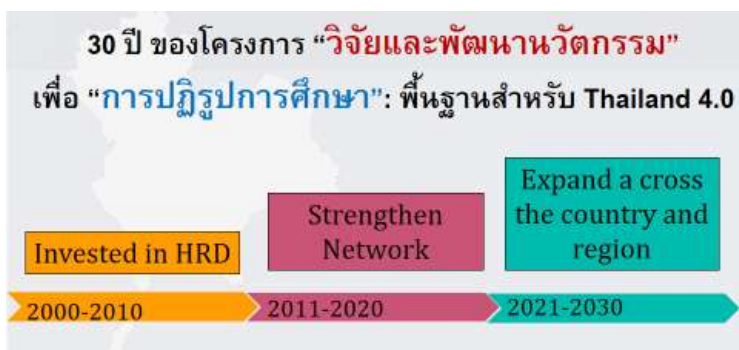 30 ปี ของโครงการ “วิจัยและพัฒนานวัตกรรม”
เพื่อ “การปฏิรูปการศึกษา”: พื้นฐานสำหรับ Thailand 4.0
Invested in HRD
Strengthen
Network
Expand a cross
the country and
region
2000-2010
2011-2020
2021-2030